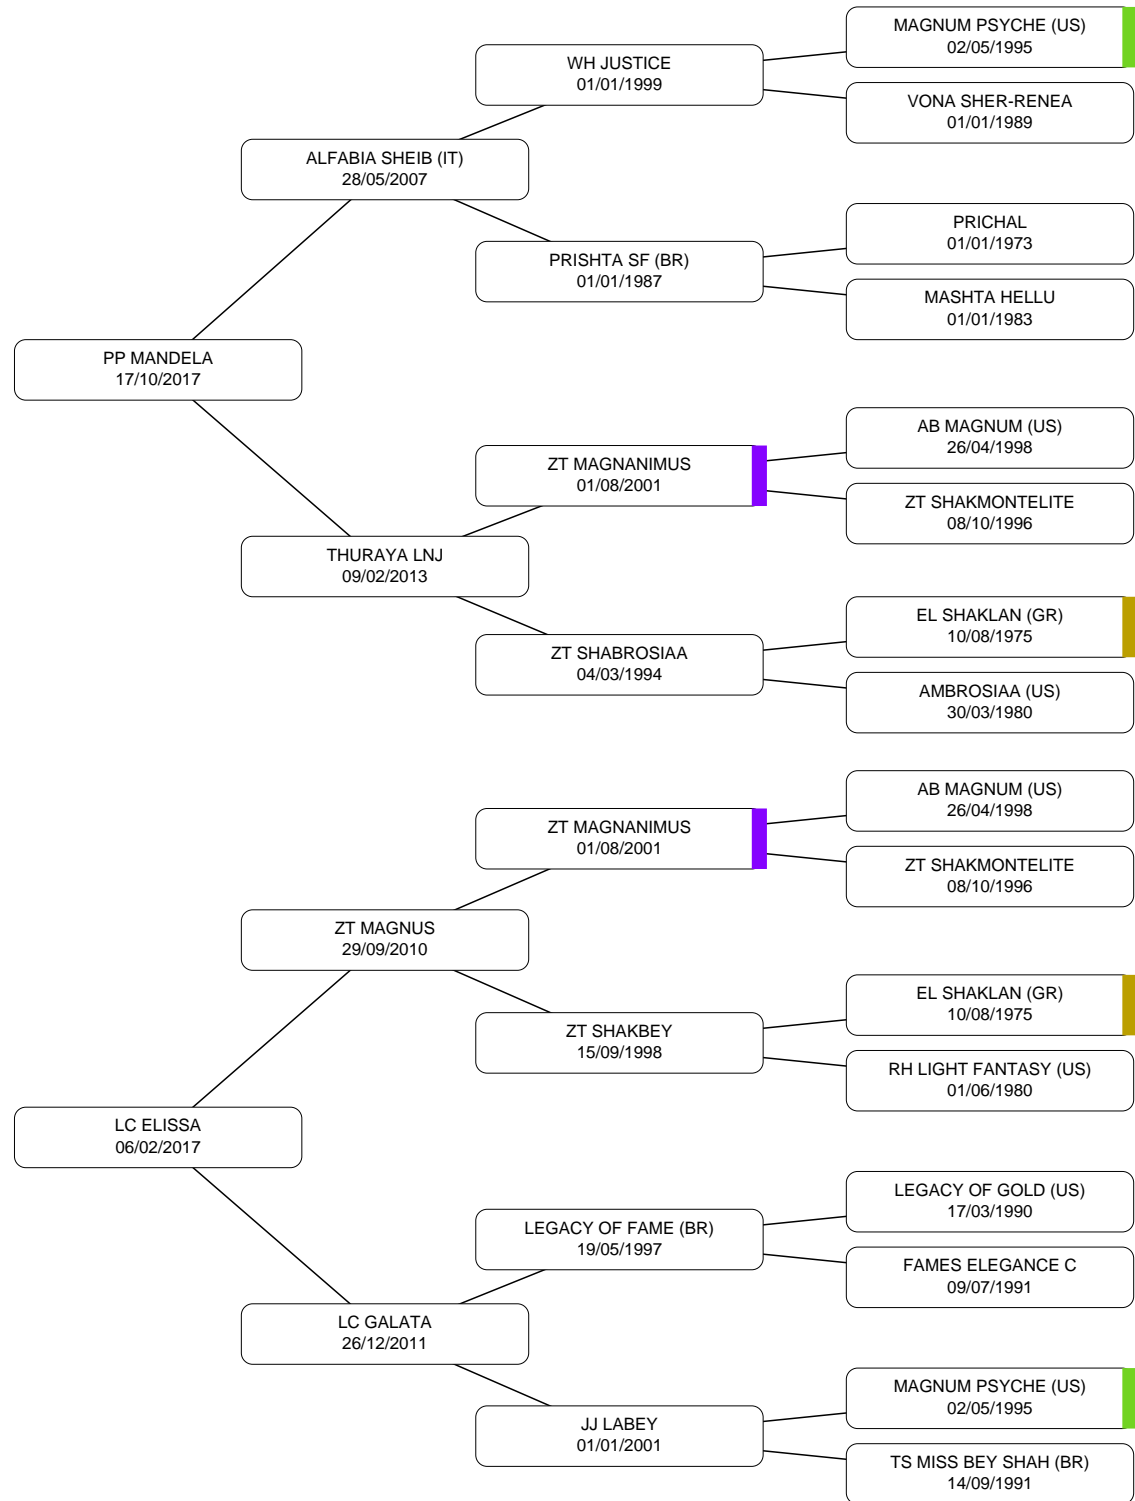 MAGNUM PSYCHE (US)
02/05/1995
WH JUSTICE
01/01/1999
VONA SHER-RENEA
01/01/1989
ALFABIA SHEIB (IT)
28/05/2007
PRICHAL
01/01/1973
PRISHTA SF (BR)
01/01/1987
MASHTA HELLU
01/01/1983
PP MANDELA
17/10/2017
AB MAGNUM (US)
26/04/1998
ZT MAGNANIMUS
01/08/2001
ZT SHAKMONTELITE
08/10/1996
THURAYA LNJ
09/02/2013
EL SHAKLAN (GR)
10/08/1975
ZT SHABROSIAA
04/03/1994
AMBROSIAA (US)
30/03/1980
AB MAGNUM (US)
26/04/1998
ZT MAGNANIMUS
01/08/2001
ZT SHAKMONTELITE
08/10/1996
ZT MAGNUS
29/09/2010
EL SHAKLAN (GR)
10/08/1975
ZT SHAKBEY
15/09/1998
RH LIGHT FANTASY (US)
01/06/1980
LC ELISSA
06/02/2017
LEGACY OF GOLD (US)
17/03/1990
LEGACY OF FAME (BR)
19/05/1997
FAMES ELEGANCE C
09/07/1991
LC GALATA
26/12/2011
MAGNUM PSYCHE (US)
02/05/1995
JJ LABEY
01/01/2001
TS MISS BEY SHAH (BR)
14/09/1991